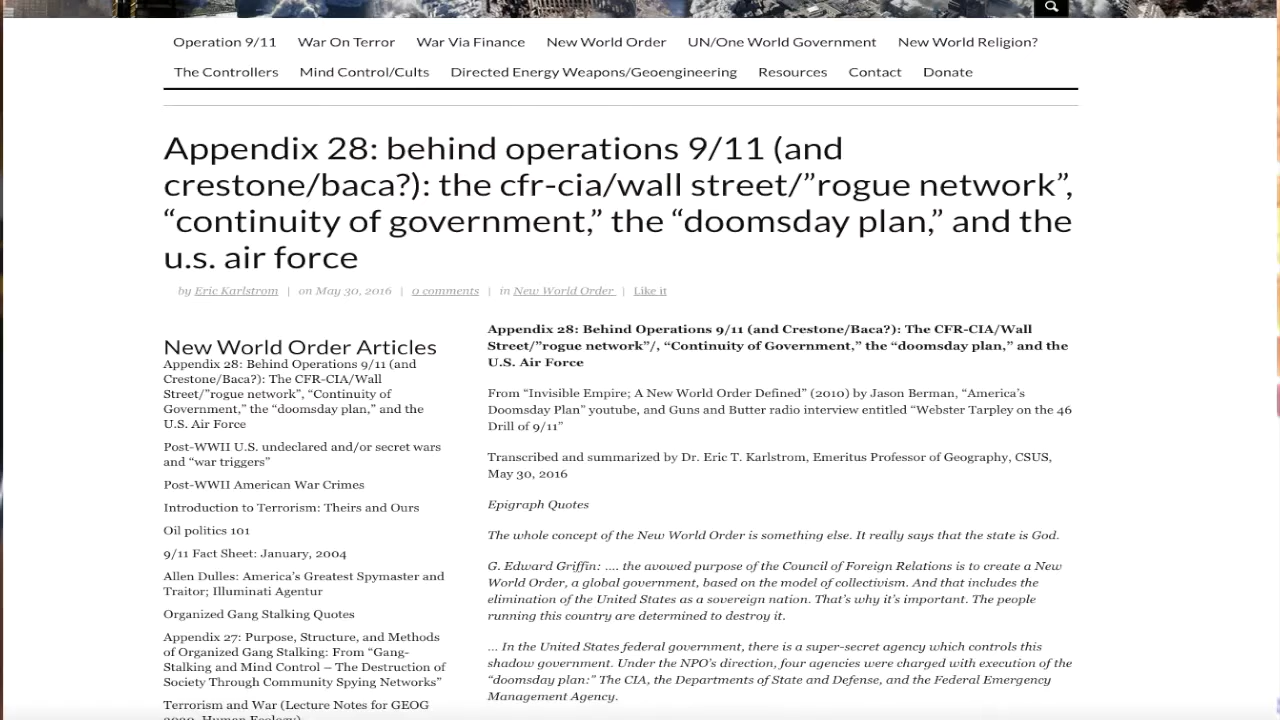 Operation 9/11 War On Terror War Via Finance New World Order UN/One World Government New World Religion?
The Controllers Mind Control/Cults Directed Energy Weapons/Geoengineering Resources Contact Donate
Appendix 28: behind operations 9/11 (and
crestone/baca?): the cfr-cia/wall street/”rogue network”,
“continuity of government,” the “doomsday plan,” and the
u.s. air force
by Eric Karlstrom | on May 30, 2016 | 0 comments | in New World Order | Like it
New World Order Articles
Appendix 28: Behind Operations 9/11 (and
Crestone/Baca?): The CFR-CIA/Wall
Street/”rogue network”, “Continuity of
Government,” the “doomsday plan,” and the
U.S. Air Force
Post-WWII U.S. undeclared and/or secret wars
and “war triggers”
Post-WWII American War Crimes
Introduction to Terrorism: Theirs and Ours
Oil politics 101
9/11 Fact Sheet: January, 2004
Allen Dulles: America’s Greatest Spymaster and
Traitor; Illuminati Agentur
Organized Gang Stalking Quotes
Appendix 27: Purpose, Structure, and Methods
of Organized Gang Stalking: From “Gang-
Stalking and Mind Control – The Destruction of
Society Through Community Spying Networks”
Terrorism and War (Lecture Notes for GEOG
2020, Human Ecology)
Appendix 28: Behind Operations 9/11 (and Crestone/Baca?): The CFR-CIA/Wall
Street/”rogue network”/, “Continuity of Government,” the “doomsday plan,” and the
U.S. Air Force
From “Invisible Empire; A New World Order Defined” (2010) by Jason Berman, “America’s
Doomsday Plan” youtube, and Guns and Butter radio interview entitled “Webster Tarpley on the 46
Drill of 9/11”
Transcribed and summarized by Dr. Eric T. Karlstrom, Emeritus Professor of Geography, CSUS,
May 30, 2016
Epigraph Quotes
The whole concept of the New World Order is something else. It really says that the state is God.
G. Edward Griffin: .... the avowed purpose of the Council of Foreign Relations is to create a New
World Order, a global government, based on the model of collectivism. And that includes the
elimination of the United States as a sovereign nation. That’s why it’s important. The people
running this country are determined to destroy it.
... In the United States federal government, there is a super-secret agency which controls this
shadow government. Under the NPO’s direction, four agencies were charged with execution of the
“doomsday plan:” The CIA, the Departments of State and Defense, and the Federal Emergency
Management Agency.